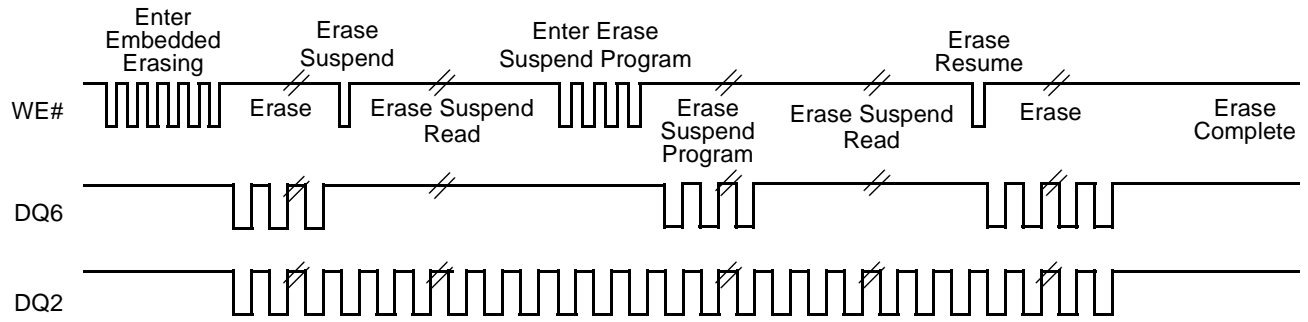 Enter
Embedded
Erasing
Erase
Suspend
Enter Erase
Suspend Program
Erase
Resume
WE#
Erase
Erase Suspend
Read
Erase
Suspend
Program
Erase Suspend
Read
Erase
Erase
Complete
DQ6
DQ2